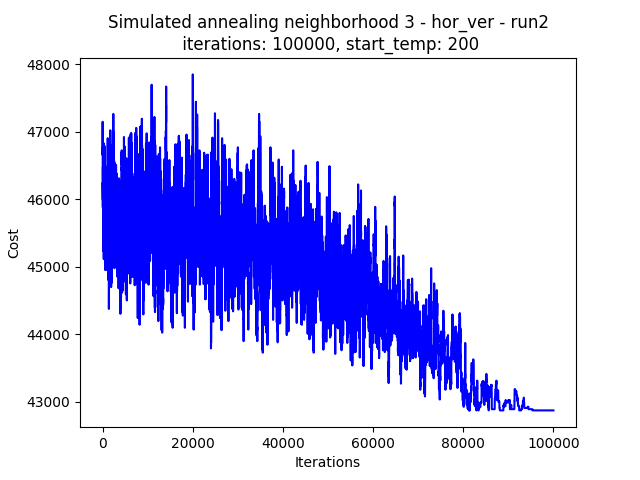 Simulated annealing neighborhood 3 - hor_ver - run2
iterations: 100000, start_temp: 200
48000
47000
46000
45000
44000
43000
Cost
0 20000 40000 60000 80000 100000
Iterations